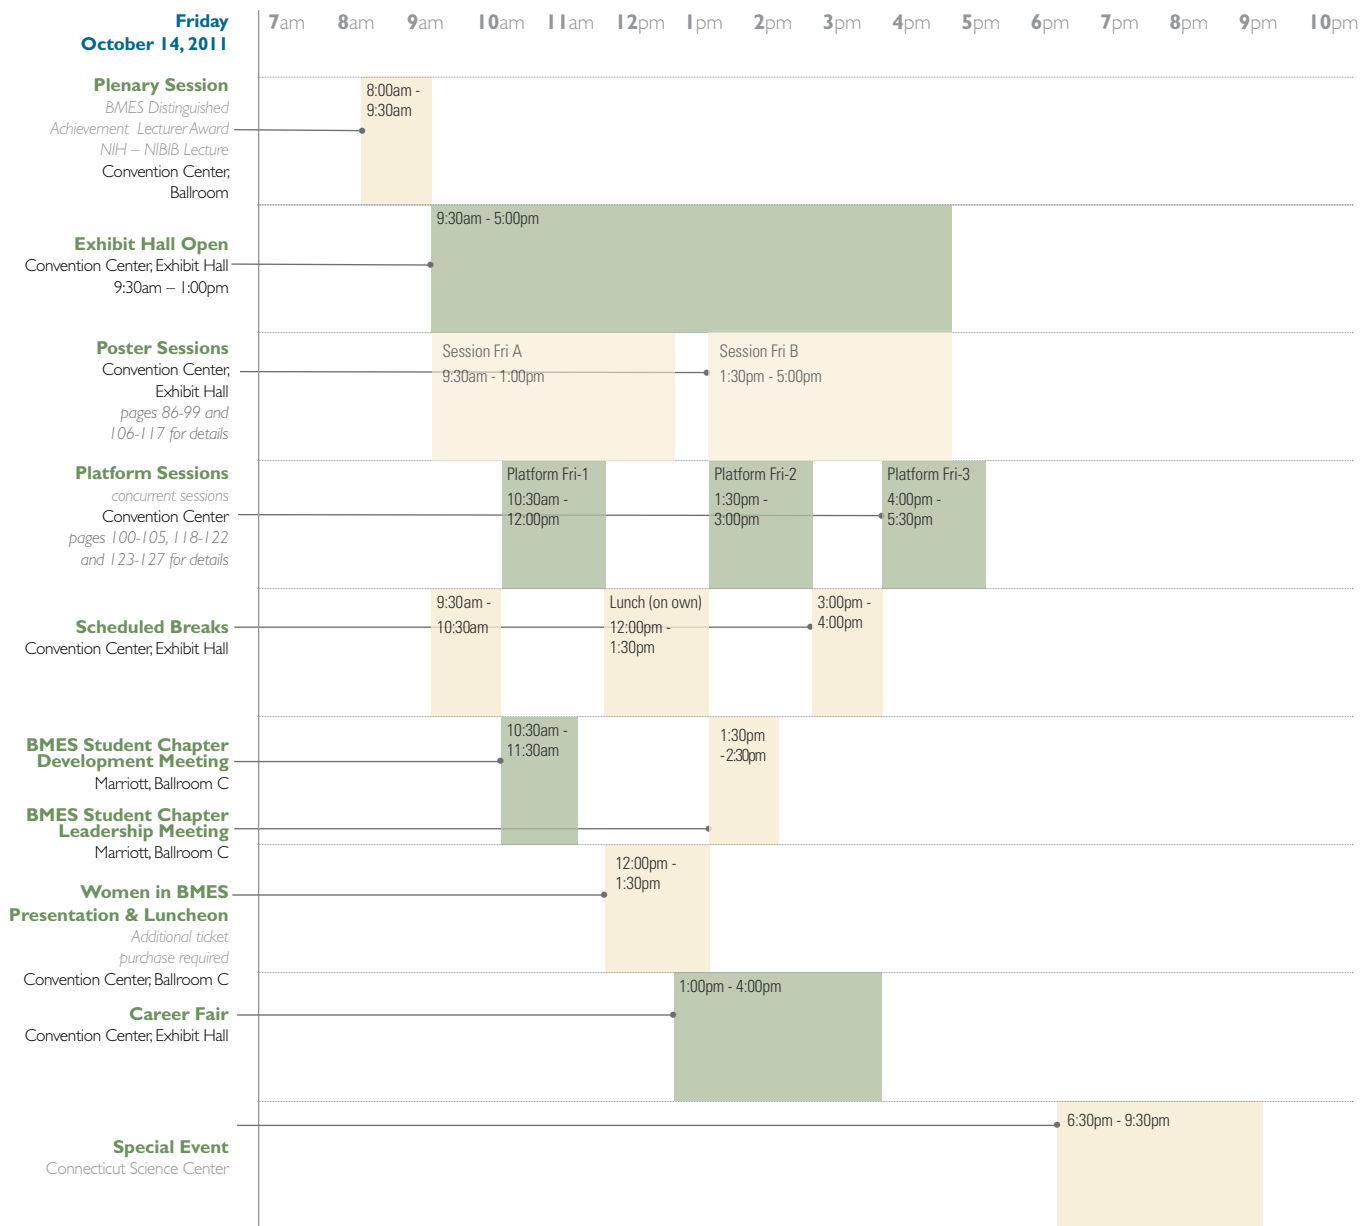 Friday
October 14, 2011
7am 8am 9am 10am 11am 12pm 1pm 2pm 3pm 4pm 5pm 6pm 7pm 8pm 9pm 10pm
Plenary Session
BMES Distinguished
Achievement Lecturer Award
NIH – NIBIB Lecture
Convention Center,
Ballroom
8:00am -
9:30am
Exhibit Hall Open
Convention Center, Exhibit Hall
9:30am – 1:00pm
9:30am - 5:00pm
Poster Sessions
Convention Center,
Exhibit Hall
pages 86-99 and
106-117 for details
Session Fri A
9:30am - 1:00pm
Session Fri B
1:30pm - 5:00pm
Platform Sessions
concurrent sessions
Convention Center
pages 100-105, 118-122
and 123-127 for details
Platform Fri-1
10:30am -
12:00pm
Platform Fri-2
1:30pm -
3:00pm
Platform Fri-3
4:00pm -
5:30pm
Scheduled Breaks
Convention Center, Exhibit Hall
9:30am -
10:30am
Lunch (on own)
12:00pm -
1:30pm
3:00pm -
4:00pm
BMES Student Chapter
Development Meeting
Marriott, Ballroom C
10:30am -
11:30am
BMES Student Chapter
Leadership Meeting
Marriott, Ballroom C
1:30pm
-2:30pm
Women in BMES
Presentation & Luncheon
Additional ticket
purchase required
Convention Center, Ballroom C
12:00pm -
1:30pm
Career Fair
Convention Center, Exhibit Hall
1:00pm - 4:00pm
Special Event
Connecticut Science Center
6:30pm - 9:30pm